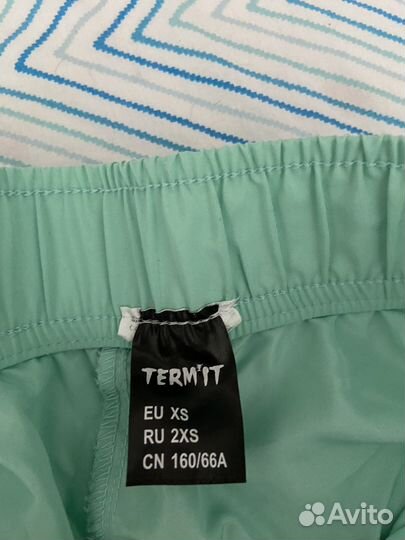 TERM'IT
EU XS
RU 2XS
CN 160/66A
Avito